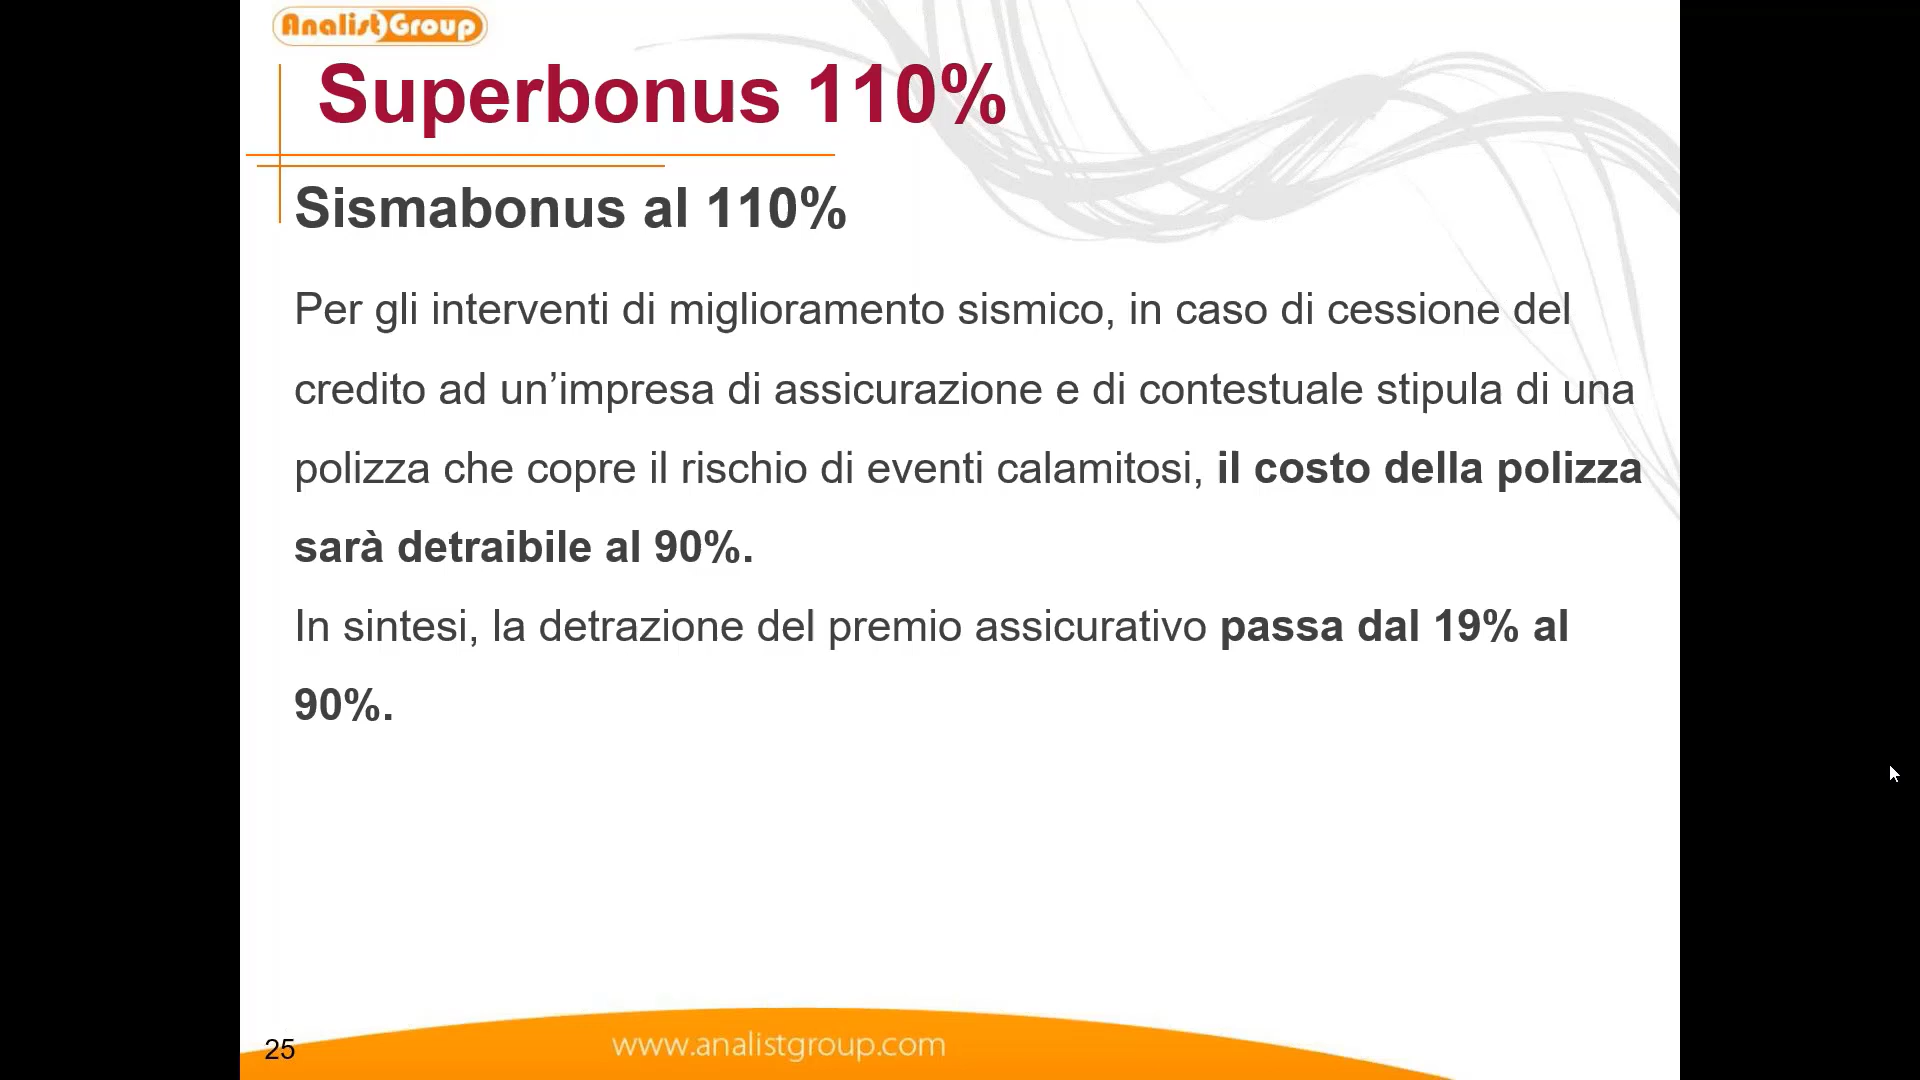 AnalistGroup
Superbonus 110%
Sismabonus al 110%
Per gli interventi di miglioramento sismico, in caso di cessione del
credito ad un’impresa di assicurazione e di contestuale stipula di una
polizza che copre il rischio di eventi calamitosi, il costo della polizza
sarà detraibile al 90%.
In sintesi, la detrazione del premio assicurativo passa dal 19% al
90%.
25
www.analistgroup.com